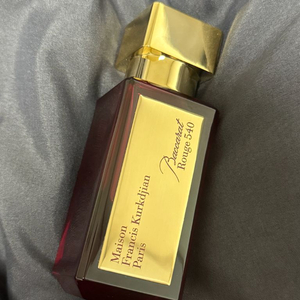 Baccarat
Rouge 540
Maison
Francis Kurkdjian
Paris